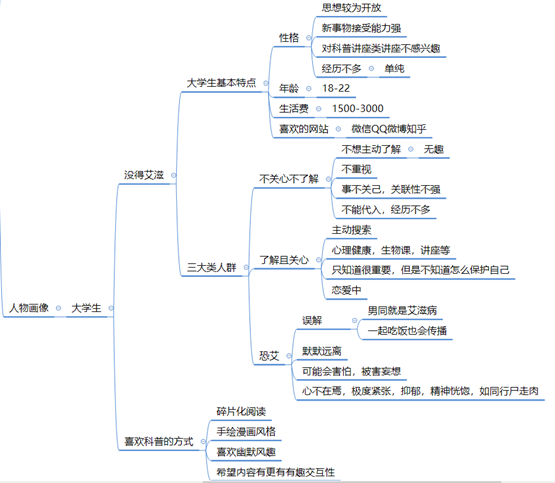 思想较为开放
性格
新事物接受能力强
对科普讲座类讲座不感兴趣
经历不多
单纯
大学生基本特点
年龄
18-22
生活费
1500-3000
喜欢的网站
微信QQ微博知乎
没得艾滋
不想主动了解
无趣
不关心不了解
不重视
事不关己，关联性不强
不能代入，经历不多
三大类人群
主动搜索
了解且关心
心理健康，生物课，讲座等
只知道很重要，但是不知道怎么保护自己
恋爱中
人物画像
大学生
误解
男同就是艾滋病
一起吃饭也会传播
恐艾
默默远离
可能会害怕，被害妄想
心不在焉，极度紧张，抑郁，精神恍惚，如同行尸走肉
喜欢科普的方式
碎片化阅读
手绘漫画风格
喜欢幽默风趣
希望内容有更有有趣交互性